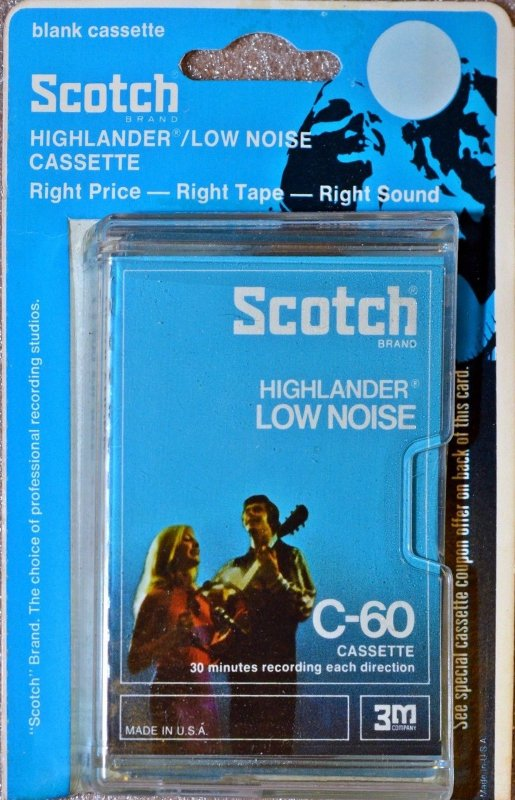 blank cassette
Scotch
BRAND
HIGHLANDER®/LOW NOISE
CASSETTE
Right Price — Right Tape — Right Sound
"Scotch" Brand. The choice of professional recording studios.
Scotch®
BRAND
HIGHLANDER®
LOW NOISE
C-60
CASSETTE
30 minutes recording each direction
MADE IN U.S.A.
3M
COMPANY
See special cassette coupon offer on back of this card.
Made in U.S.A.